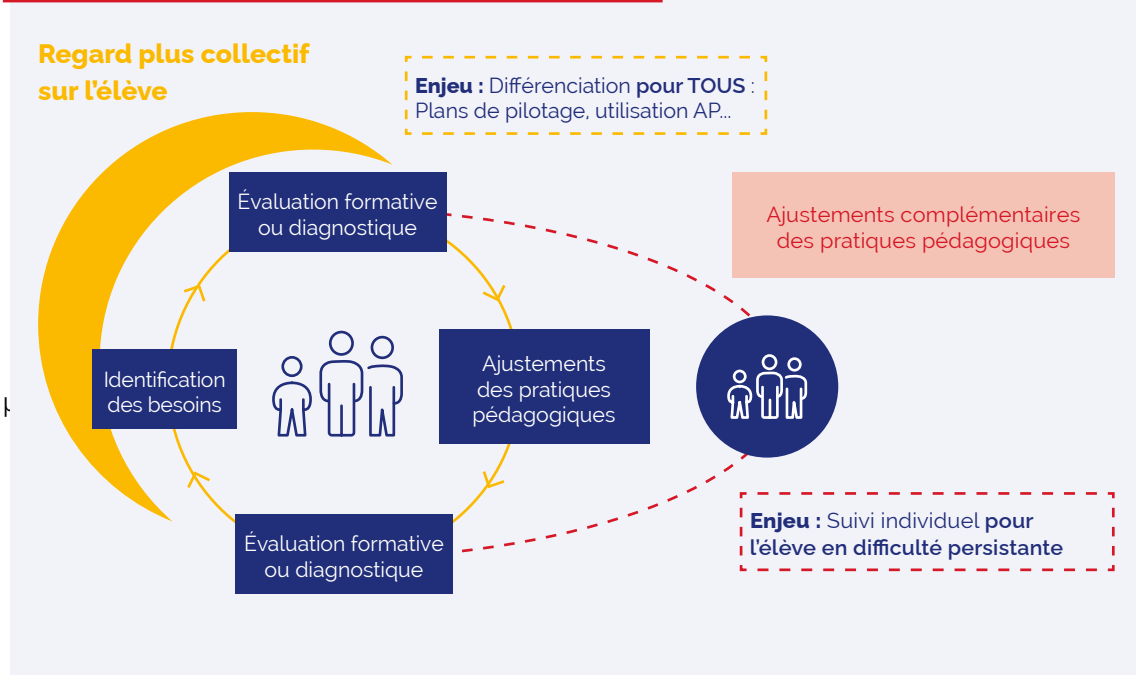 Regard plus collectif
sur l'élève
Enjeu : Différenciation pour TOUS :
Plans de pilotage, utilisation AP...
Évaluation formative
ou diagnostique
Ajustements complémentaires
des pratiques pédagogiques
Identification
des besoins
Ajustements
des pratiques
pédagogiques
Évaluation formative
ou diagnostique
Enjeu : Suivi individuel pour
l'élève en difficulté persistante